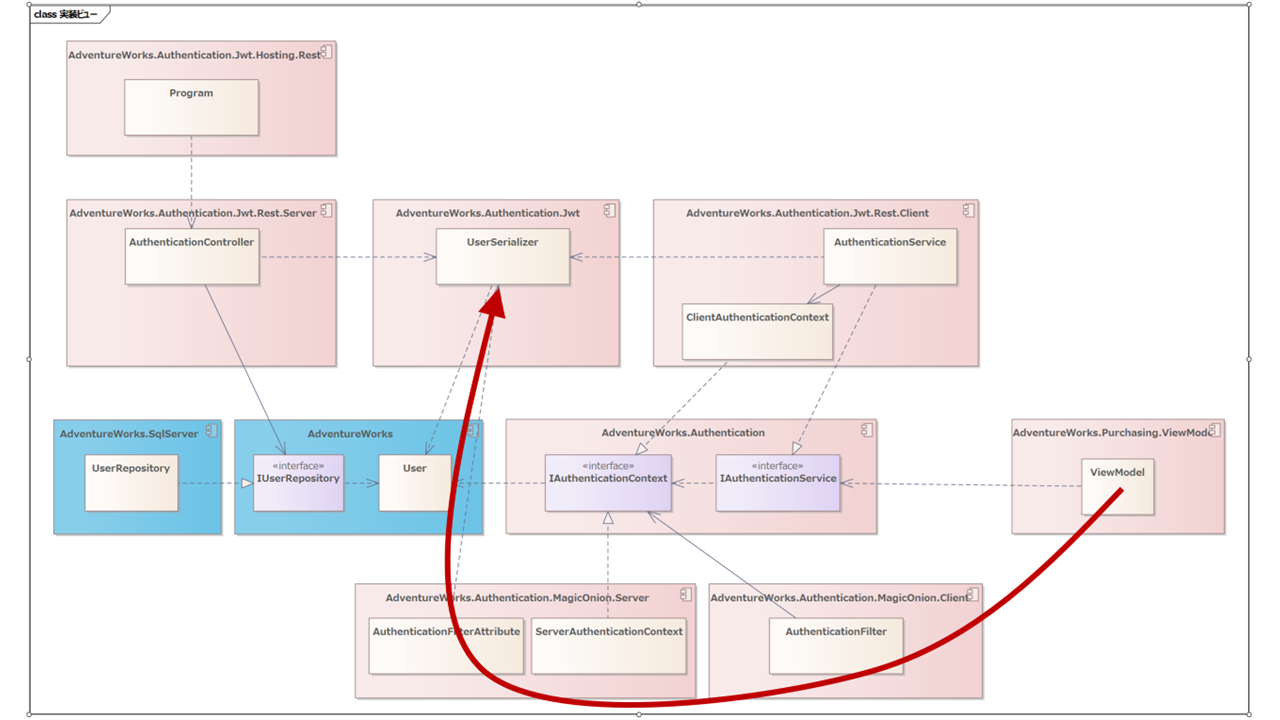 class 実装ビュー
AdventureWorks.Authentication.Jwt.Hosting.Rest
Program
AdventureWorks.Authentication.Jwt.Rest.Server
AuthenticationController
AdventureWorks.Authentication.Jwt
UserSerializer
AdventureWorks.Authentication.Jwt.Rest.Client
AuthenticationService
ClientAuthenticationContext
AdventureWorks.SqlServer
UserRepository
AdventureWorks
«interface»
IUserRepository
User
AdventureWorks.Authentication
«interface»
IAuthenticationContext
«interface»
IAuthenticationService
AdventureWorks.Purchasing.ViewMode
ViewModel
AdventureWorks.Authentication.MagicOnion.Server
AuthenticationFilterAttribute
ServerAuthenticationContext
AdventureWorks.Authentication.MagicOnion.Client
AuthenticationFilter